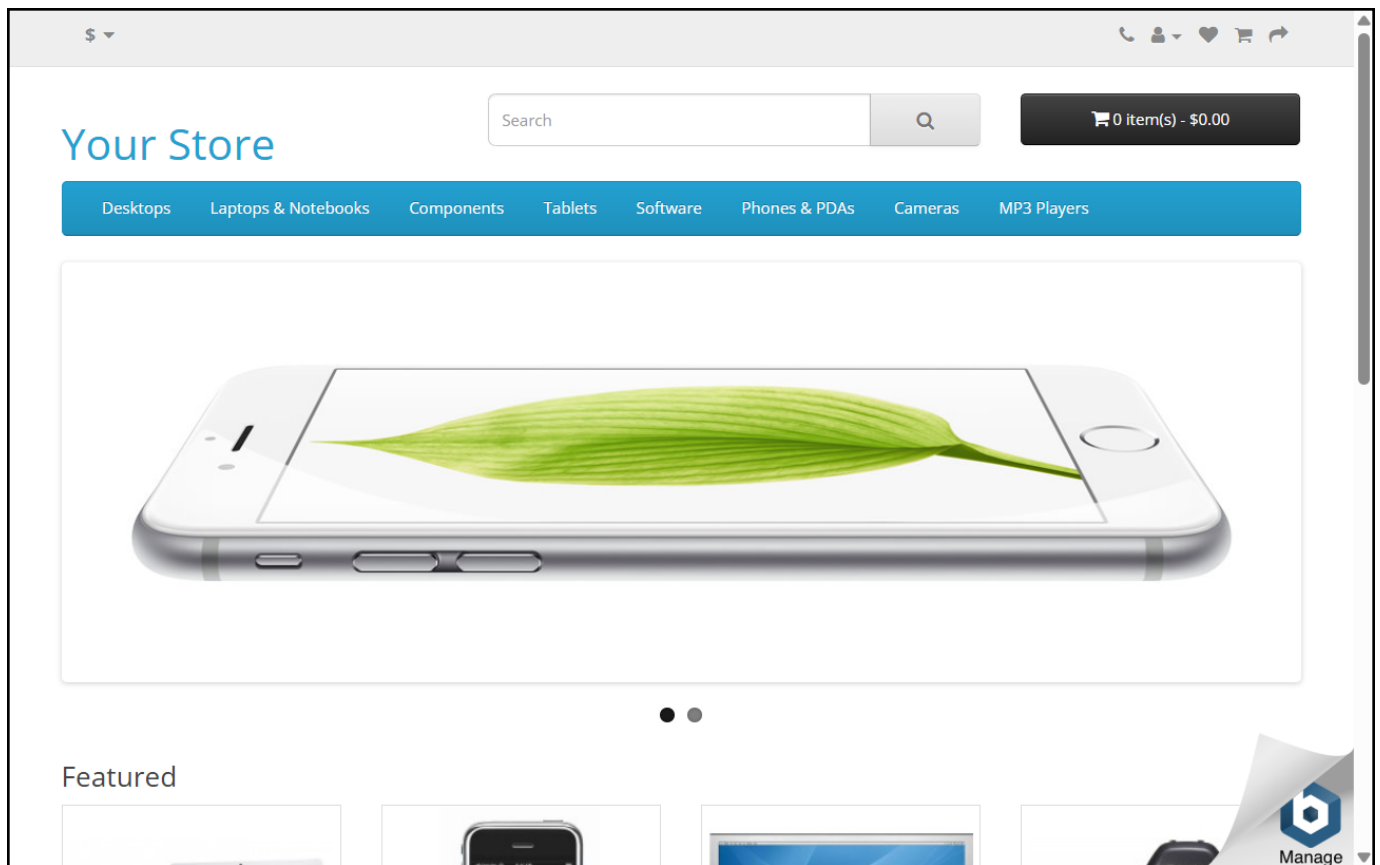 $
0 item(s) - $0.00
Search
Your Store
Desktops Laptops & Notebooks Components Tablets Software Phones & PDAs Cameras MP3 Players
Featured
Manage